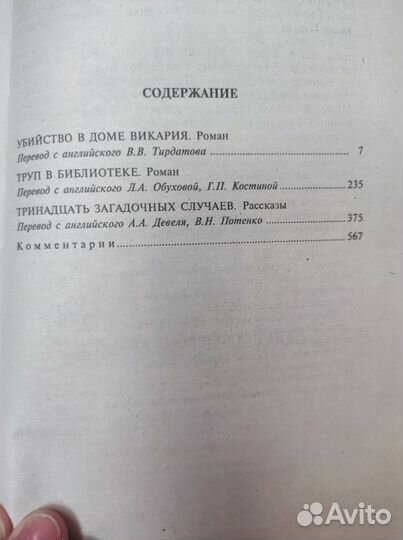 СОДЕРЖАНИЕ
УБИЙСТВО В ДОМЕ ВИКАРИЯ. Роман
Перевод с английского В.В. Тирдатова 7
ТРУП В БИБЛИОТЕКЕ. Роман
Перевод с английского Л.А. Обуховой, Г.П. Костиной 235
ТРИНАДЦАТЬ ЗАГАДОЧНЫХ СЛУЧАЕВ. Рассказы
Перевод с английского А.А. Девеля, В.Н. Потенко 375
Комментарии 567
Avito